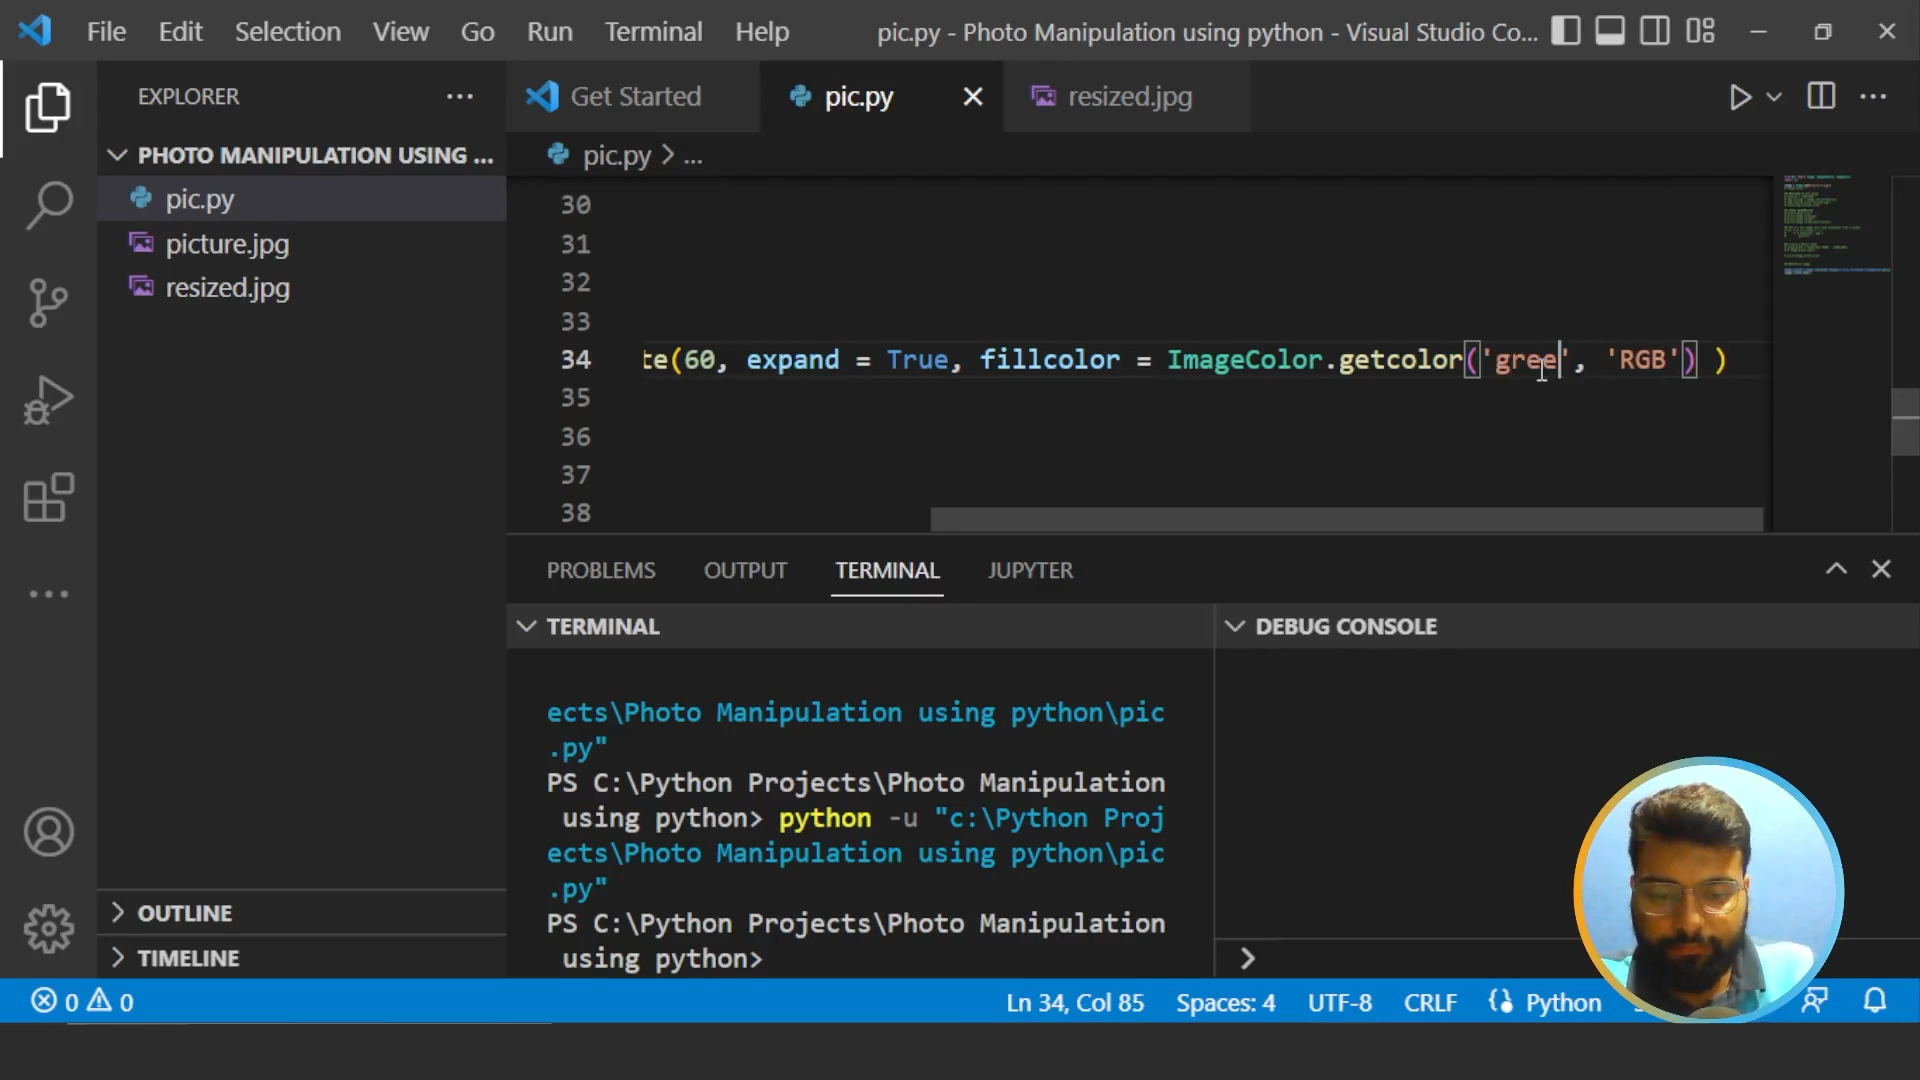 File Edit Selection View Go Run Terminal Help pic.py - Photo Manipulation using python - Visual Studio Co...
EXPLORER
Get Started pic.py resized.jpg
PHOTO MANIPULATION USING ...
pic.py > ...
pic.py
picture.jpg
resized.jpg
30
31
32
33
34 te(60, expand = True, fillcolor = ImageColor.getcolor('gree', 'RGB') )
35
36
37
38
PROBLEMS OUTPUT TERMINAL JUPYTER
TERMINAL
ects\Photo Manipulation using python\pic
.py"
PS C:\Python Projects\Photo Manipulation
using python> python -u "c:\Python Proj
ects\Photo Manipulation using python\pic
.py"
PS C:\Python Projects\Photo Manipulation
using python>
DEBUG CONSOLE
OUTLINE
TIMELINE
0 0 Ln 34, Col 85 Spaces: 4 UTF-8 CRLF Python